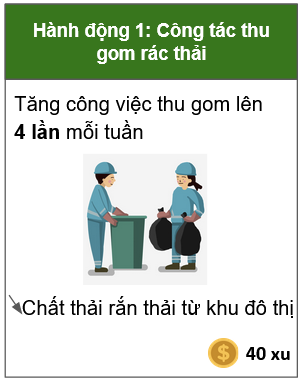 Hành động 1: Công tác thu
gom rác thải
Tăng công việc thu gom lên
4 lần mỗi tuần
Chất thải rắn thải từ khu đô thị
$ 40 xu